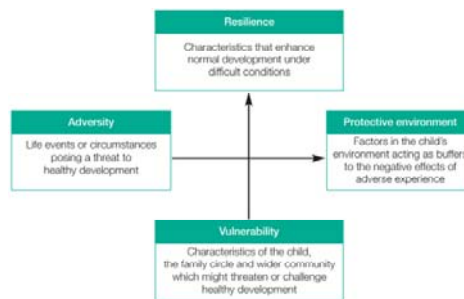 Resilience
Characteristics that enhance
normal development under
difficult conditions
Adversity
Life events or circumstances
posing a threat to
healthy development
Protective environment
Factors in the child's
environment acting as buffers
to the negative effects of
adverse experience
Vulnerability
Characteristics of the child,
the family circle and wider community
which might threaten or challenge
healthy development